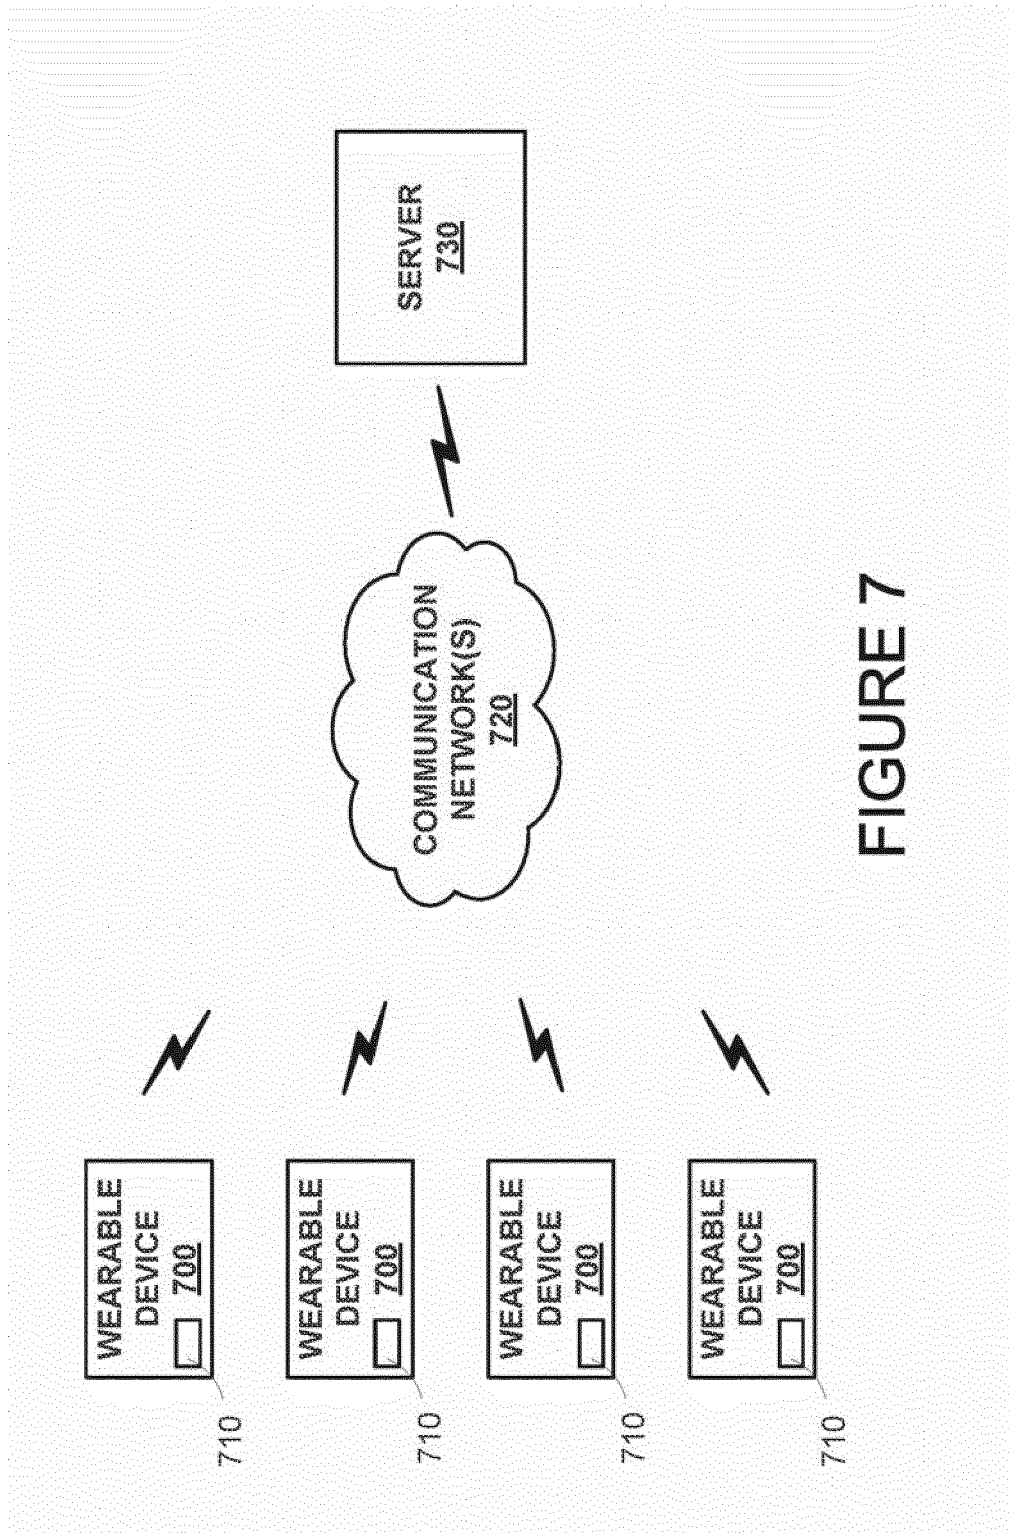 WEARABLE
DEVICE
700
710
WEARABLE
DEVICE
700
710
WEARABLE
DEVICE
700
710
WEARABLE
DEVICE
700
710
COMMUNICATION
NETWORK(S)
720
SERVER
730
FIGURE 7